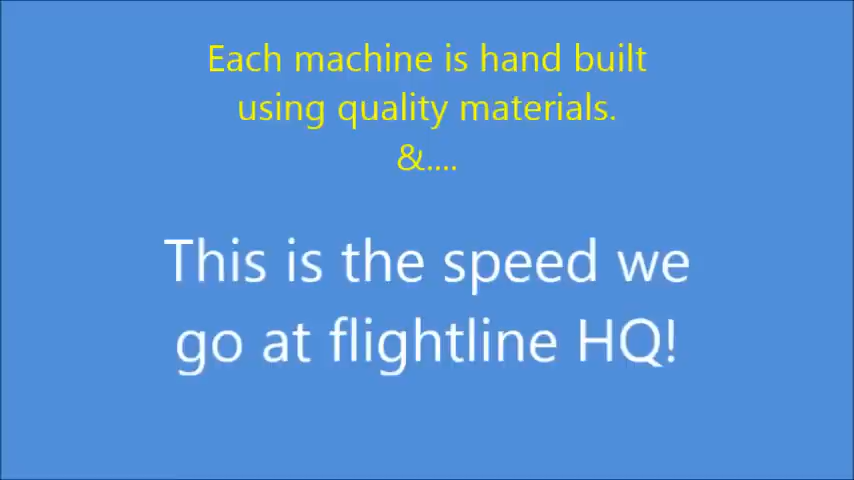 Each machine is hand built
using quality materials.
&....
This is the speed we
go at flightline HQ!